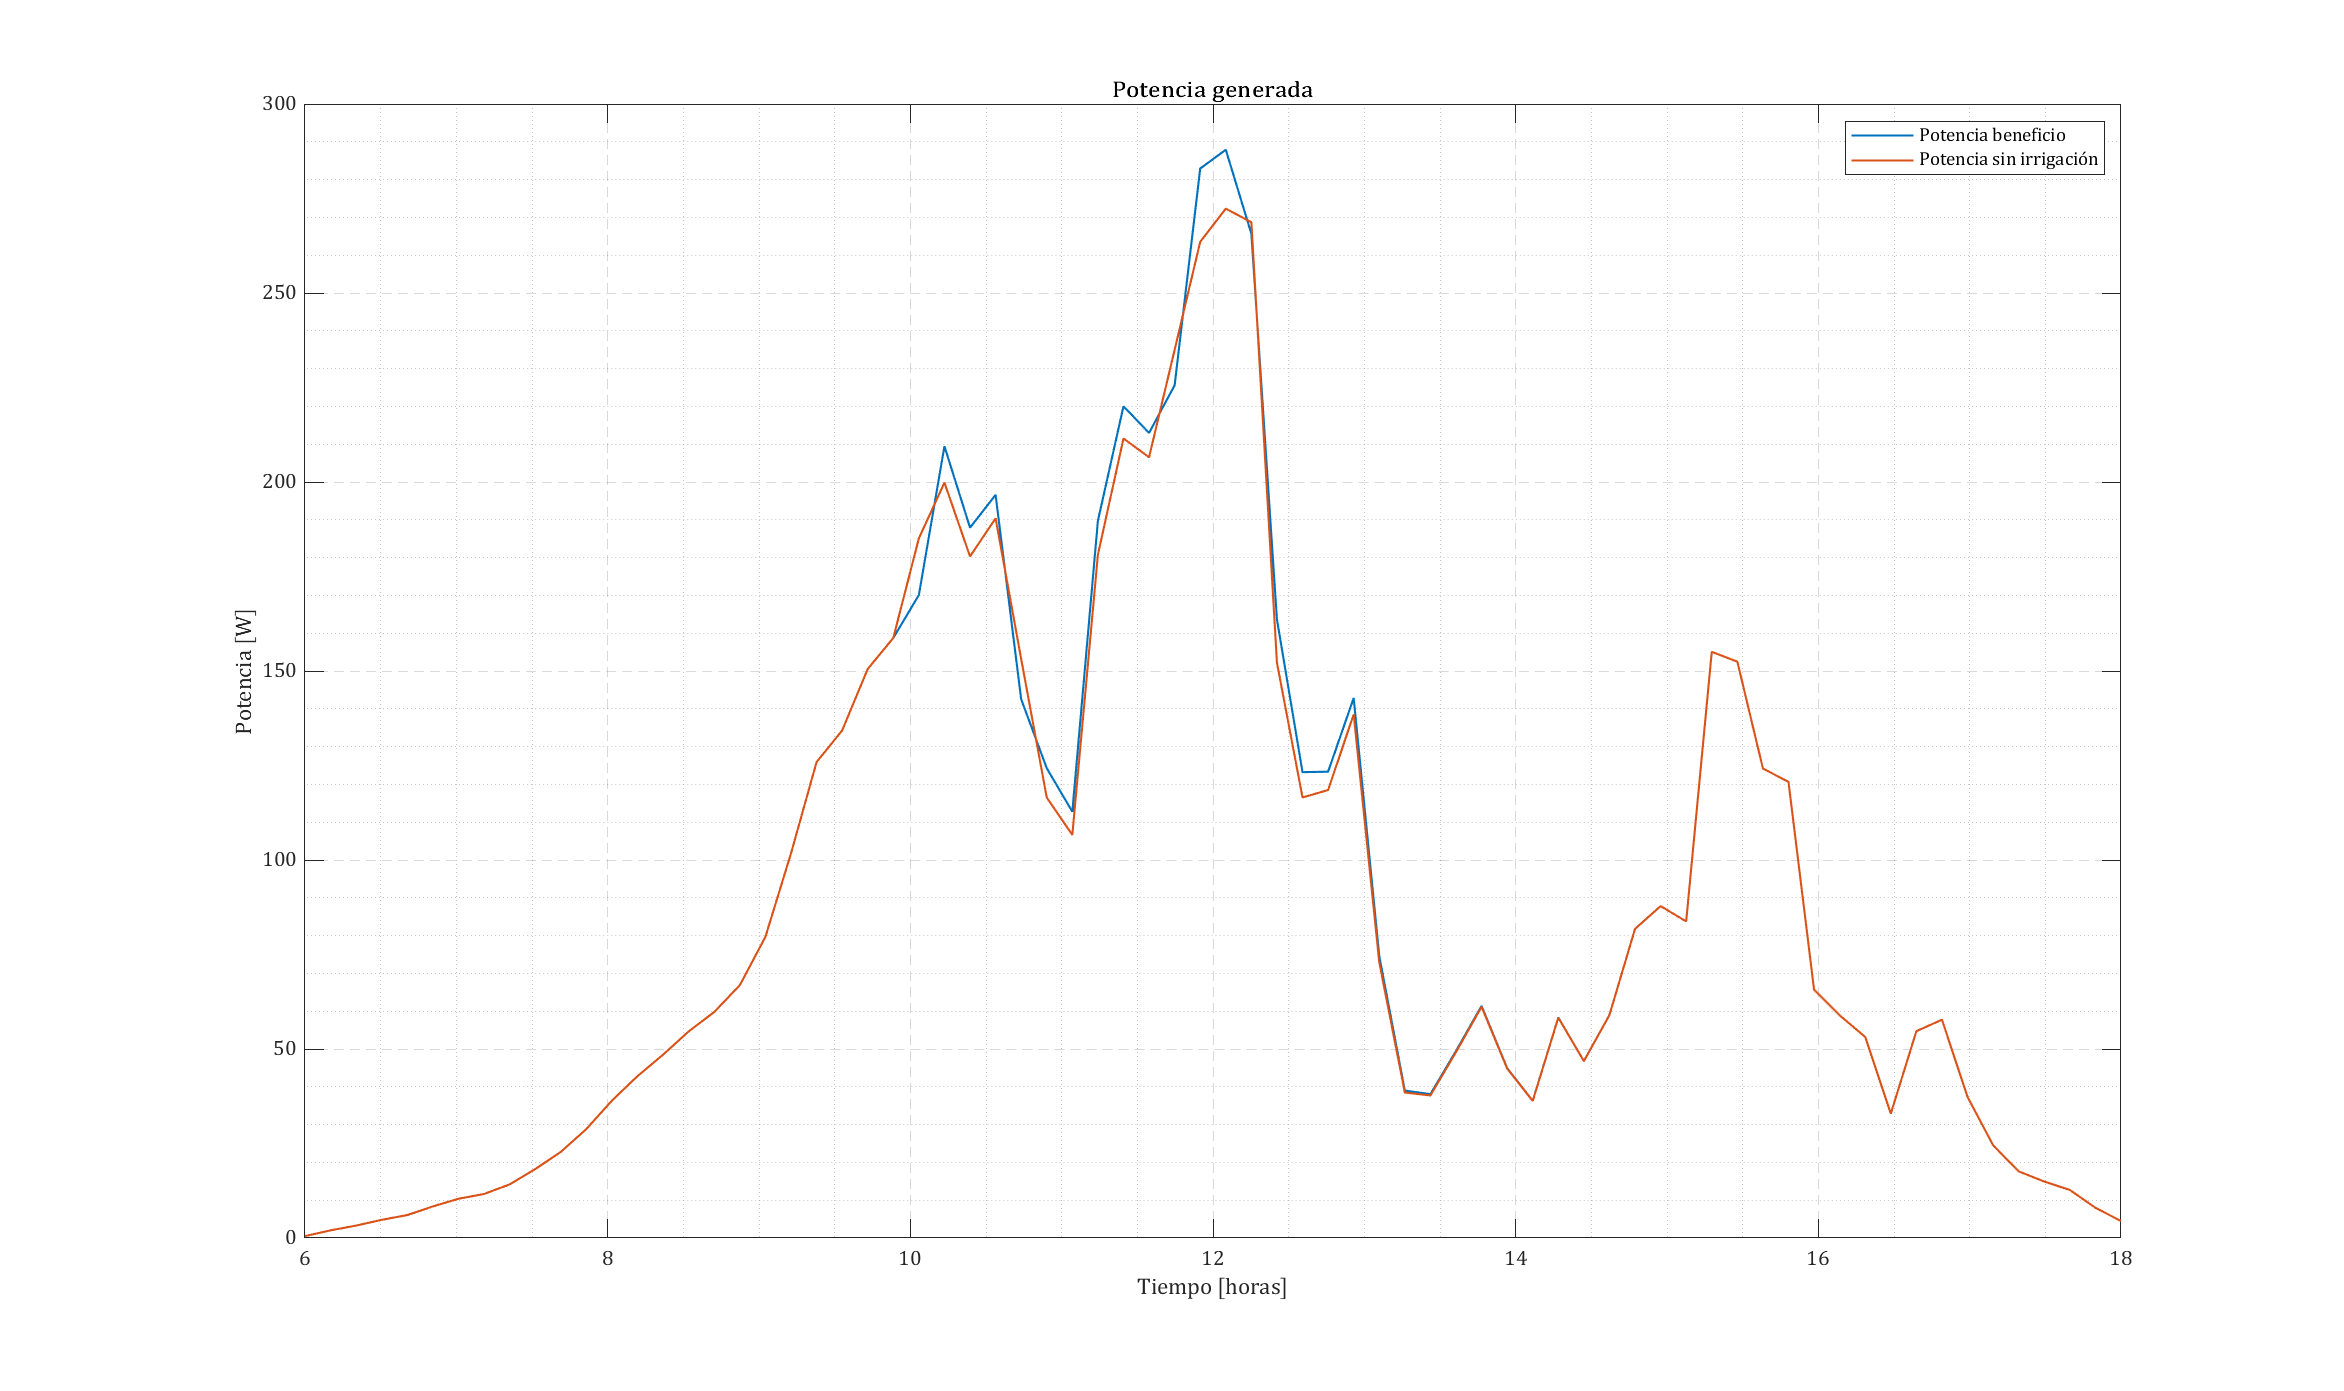 Potencia generada
300
Potencia beneficio
Potencia sin irrigación
250
200
150
100
50
0
Potencia [W]
6
8
10
12
14
16
18
Tiempo [horas]